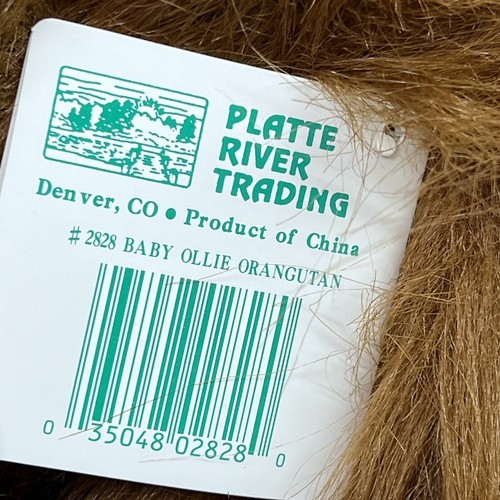 PLATTE
RIVER
TRADING
Denver, CO ● Product of China
# 2828 BABY OLLIE ORANGUTAN
0 35048 02828 0